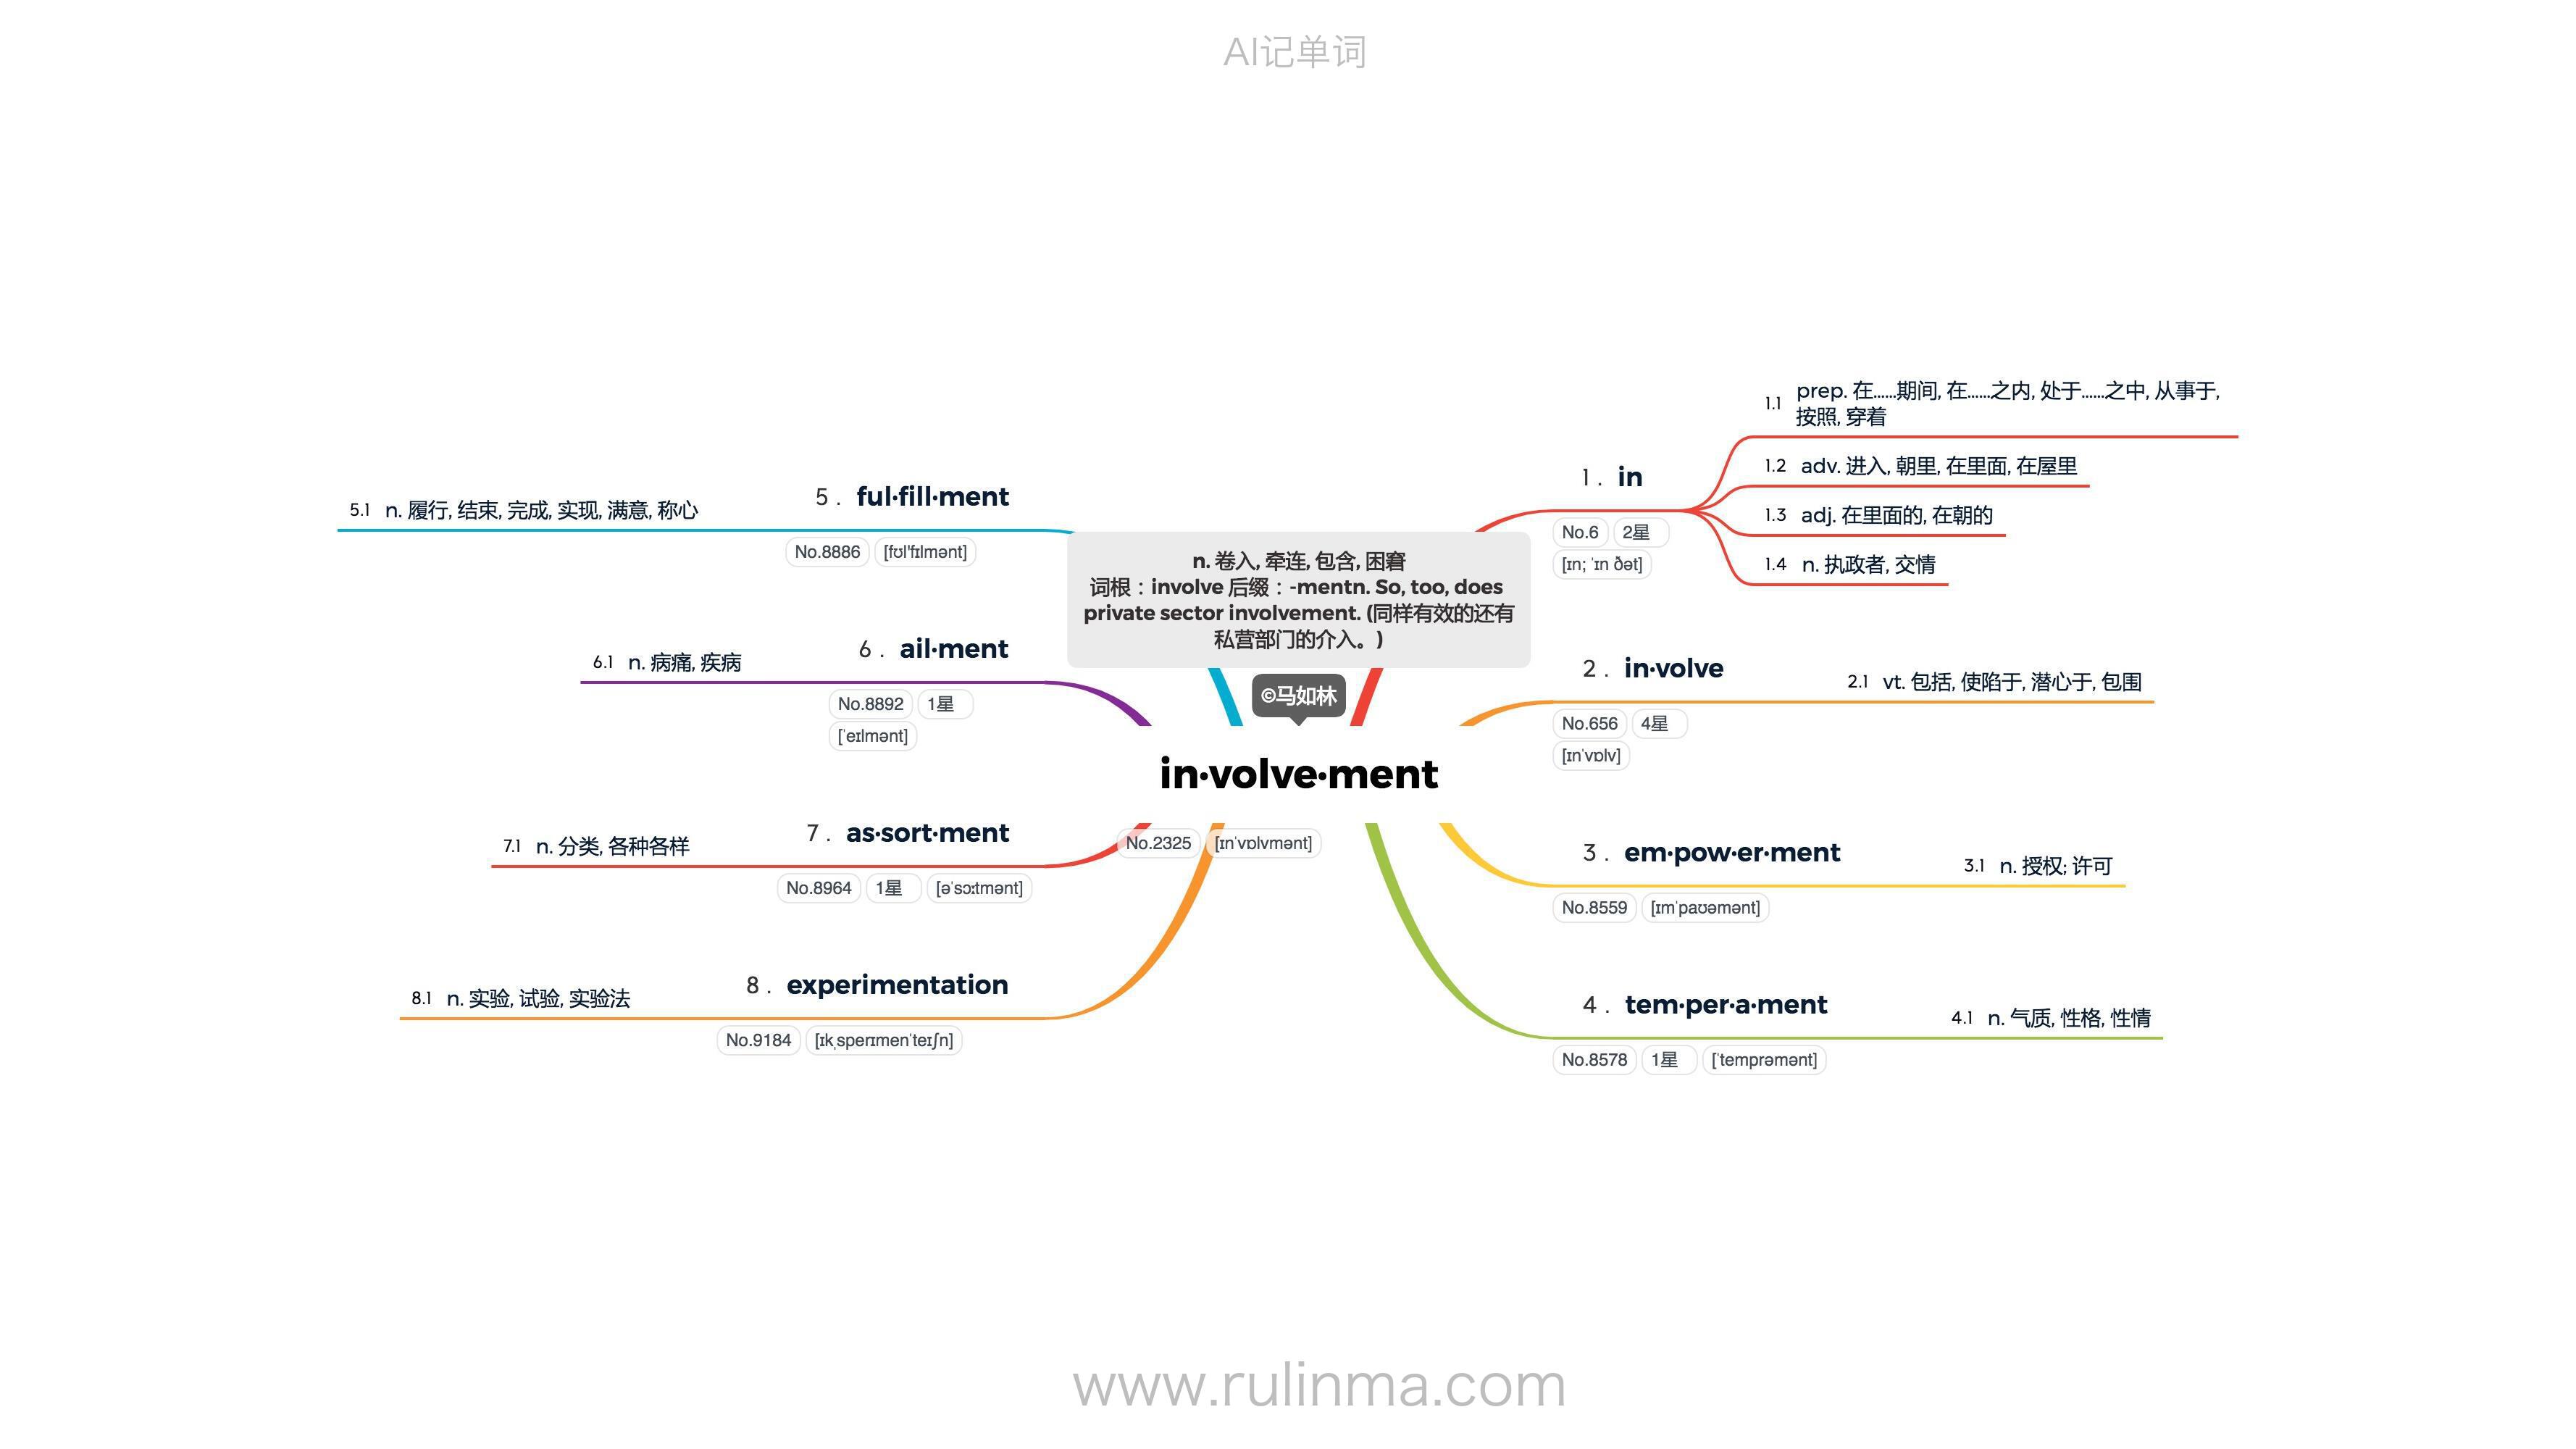 AI记单词
n. 卷入, 牵连, 包含, 困窘
词根：involve 后缀：-mentn. So, too, does
private sector involvement. (同样有效的还有
私营部门的介入。)
©马如林
in·volve·ment
No.2325 [ɪnˈvɒlvmənt]
1 . in
No.6 2星
[ɪn; ˈɪn ðət]
1.1 prep. 在……期间, 在……之内, 处于……之中, 从事于,
按照, 穿着
1.2 adv. 进入, 朝里, 在里面, 在屋里
1.3 adj. 在里面的, 在朝的
1.4 n. 执政者, 交情
2 . in·volve
No.656 4星
[ɪnˈvɒlv]
2.1 vt. 包括, 使陷于, 潜心于, 包围
3 . em·pow·er·ment
No.8559 [ɪmˈpaʊəmənt]
3.1 n. 授权; 许可
4 . tem·per·a·ment
No.8578 1星 [ˈtemprəmənt]
4.1 n. 气质, 性格, 性情
5 . ful·fill·ment
No.8886 [fʊl'fɪlmənt]
5.1 n. 履行, 结束, 完成, 实现, 满意, 称心
6 . ail·ment
No.8892 1星
[ˈeɪlmənt]
6.1 n. 病痛, 疾病
7 . as·sort·ment
No.8964 1星 [əˈsɔːtmənt]
7.1 n. 分类, 各种各样
8 . experimentation
No.9184 [ɪkˌsperɪmenˈteɪʃn]
8.1 n. 实验, 试验, 实验法
www.rulinma.com